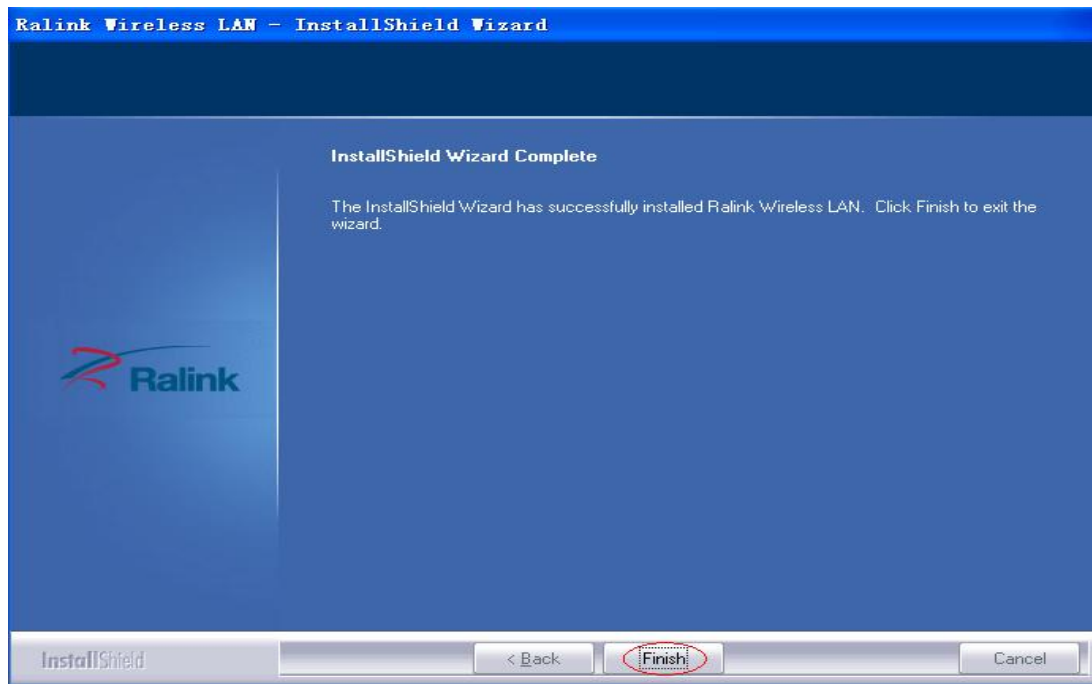 Ralink Wireless LAN - InstallShield Wizard
InstallShield Wizard Complete
The InstallShield Wizard has successfully installed Ralink Wireless LAN. Click Finish to exit the
wizard.
Ralink
InstallShield
< Back
Finish
Cancel